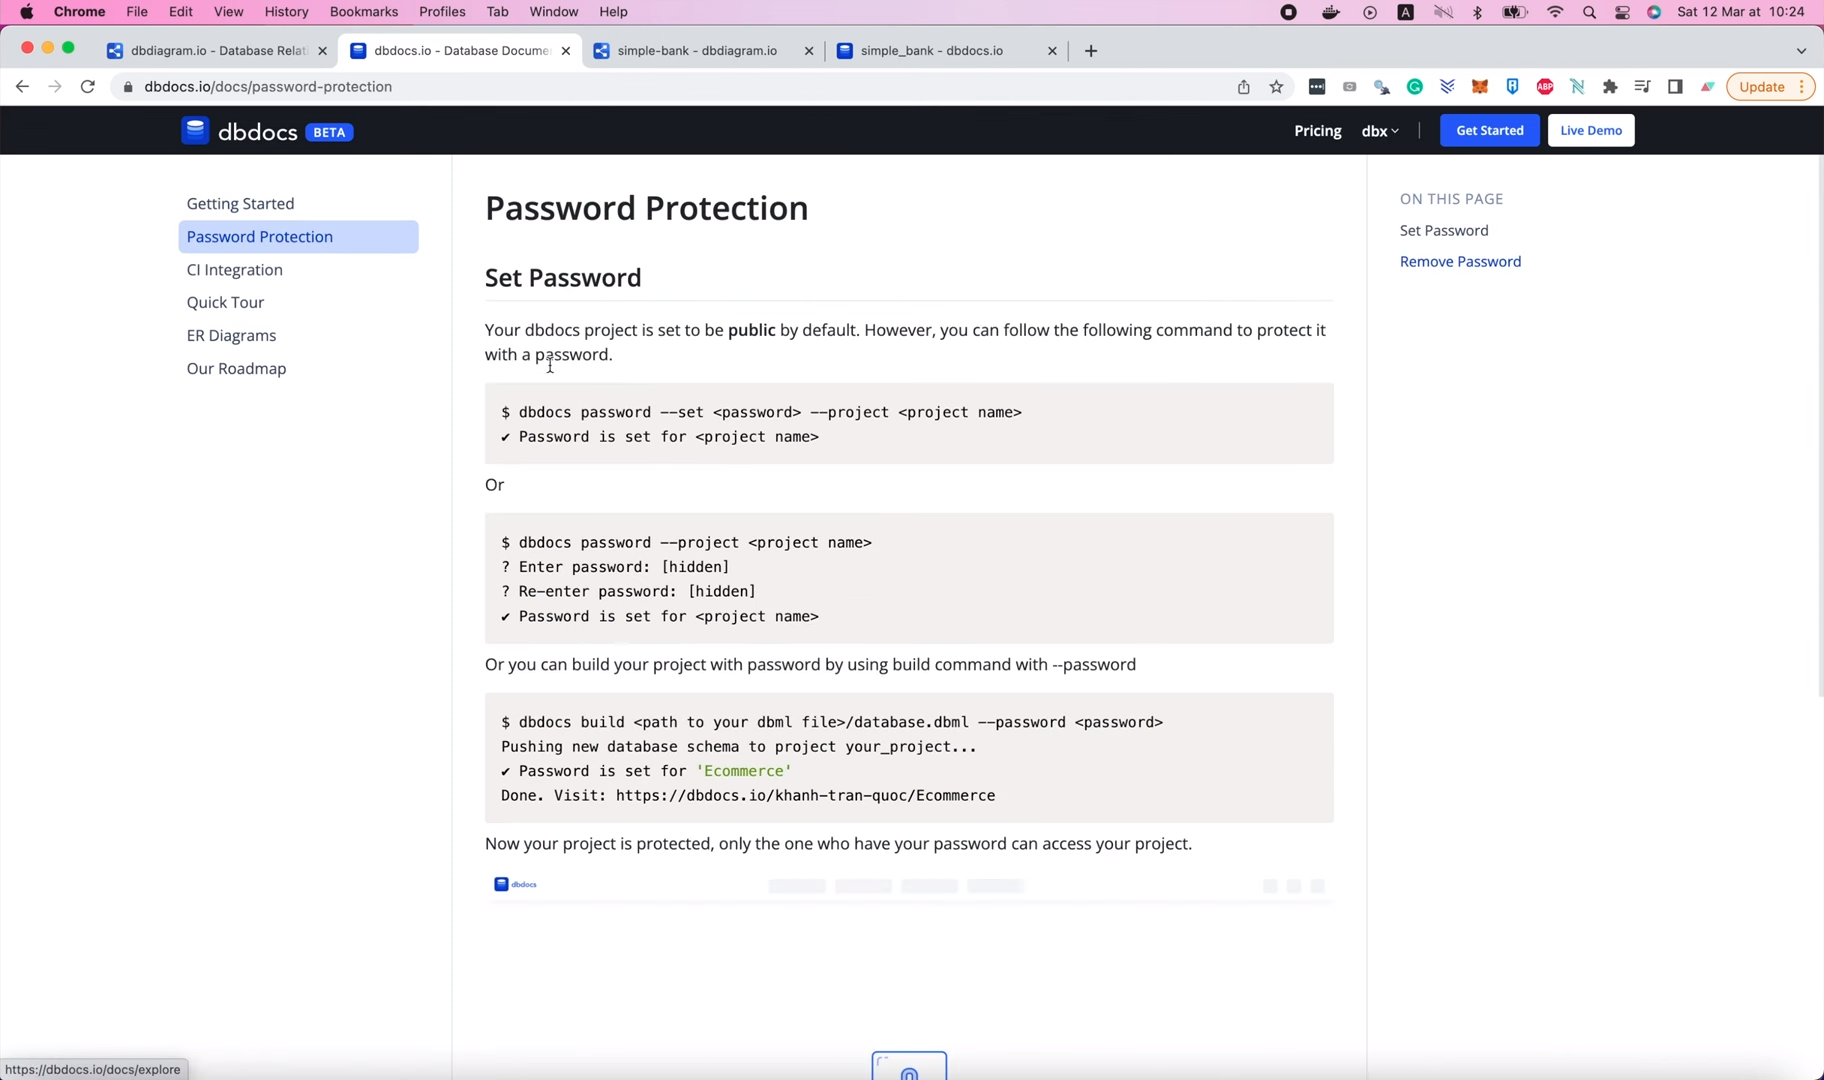 Chrome File Edit View History Bookmarks Profiles Tab Window Help A Sat 12 Mar at 10:24
dbdiagram.io - Database Relati dbdocs.io - Database Docume simple-bank - dbdiagram.io simple_bank - dbdocs.io
dbdocs.io/docs/password-protection ABP Update
dbdocs BETA Pricing dbx Get Started Live Demo
Getting Started
Password Protection
CI Integration
Quick Tour
ER Diagrams
Our Roadmap
Password Protection
Set Password
Your dbdocs project is set to be public by default. However, you can follow the following command to protect it
with a password.
$ dbdocs password --set <password> --project <project name>
✔ Password is set for <project name>
Or
$ dbdocs password --project <project name>
? Enter password: [hidden]
? Re-enter password: [hidden]
✔ Password is set for <project name>
Or you can build your project with password by using build command with --password
$ dbdocs build <path to your dbml file>/database.dbml --password <password>
Pushing new database schema to project your_project...
✔ Password is set for 'Ecommerce'
Done. Visit: https://dbdocs.io/khanh-tran-quoc/Ecommerce
Now your project is protected, only the one who have your password can access your project.
dbdocs
ON THIS PAGE
Set Password
Remove Password
https://dbdocs.io/docs/explore